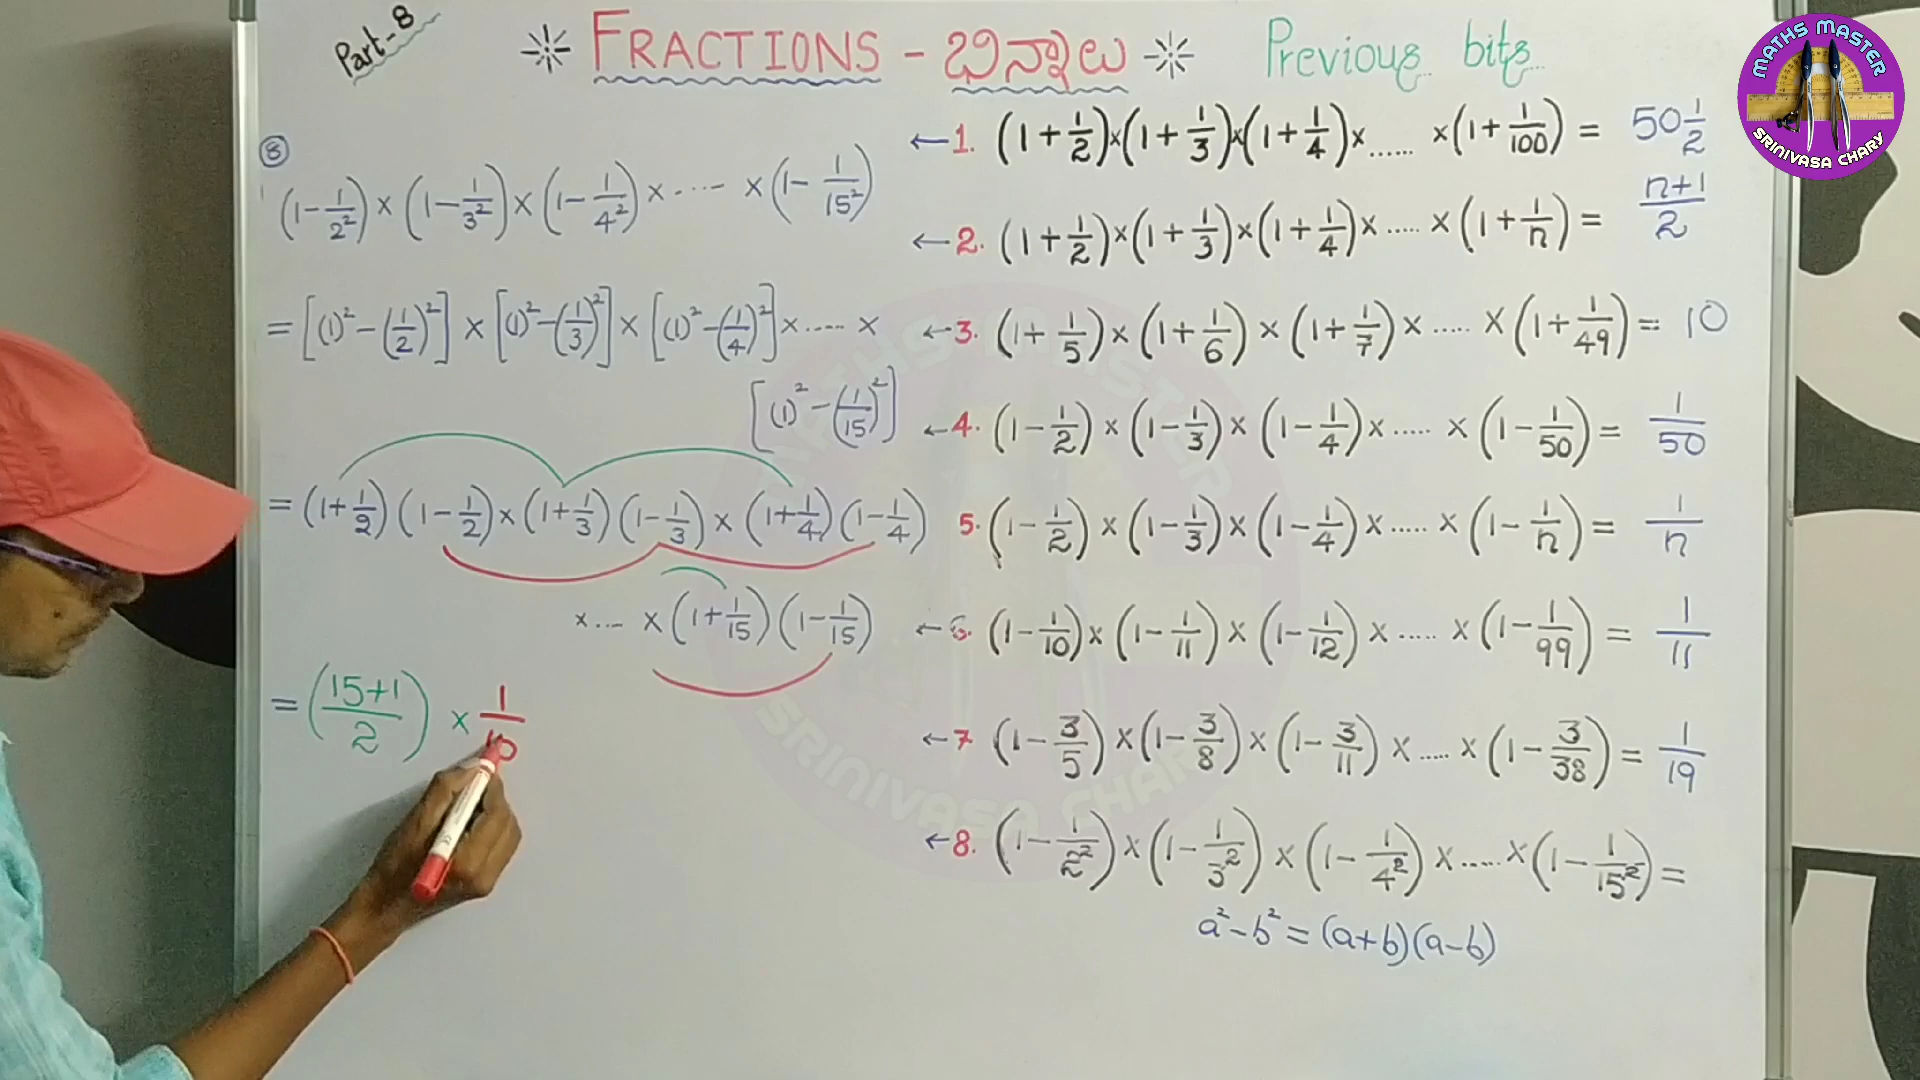 Part-8
FRACTIONS - భిన్నాలు
Previous bits
MATHS MASTER
SRINIVASA CHARY
⑧
(1-1/2²)×(1-1/3²)×(1-1/4²)×.... ×(1-1/15²)
=[(1)²-(1/2)²]×[(1)²-(1/3)²]×[(1)²-(1/4)²]×.....×
[(1)²-(1/15)²]
=(1+1/2)(1-1/2)×(1+1/3)(1-1/3)×(1+1/4)(1-1/4)
×.... ×(1+1/15)(1-1/15)
=(15+1/2)×1/15
←1. (1+1/2)×(1+1/3)×(1+1/4)×...... ×(1+1/100)= 50 1/2
←2. (1+1/2)×(1+1/3)×(1+1/4)×..... ×(1+1/n)= n+1/2
←3. (1+1/5)×(1+1/6)×(1+1/7)×..... ×(1+1/49)= 10
←4. (1-1/2)×(1-1/3)×(1-1/4)×..... ×(1-1/50)= 1/50
5. (1-1/2)×(1-1/3)×(1-1/4)×..... ×(1-1/n)= 1/n
←6. (1-1/10)×(1-1/11)×(1-1/12)×..... ×(1-1/99)= 1/11
←7 (1-3/5)×(1-3/8)×(1-3/11)×..... ×(1-3/38)= 1/19
←8. (1-1/2²)×(1-1/3²)×(1-1/4²)×.....×(1-1/15²)=
a²-b²=(a+b)(a-b)
MATHS MASTER
SRINIVASA CHARY